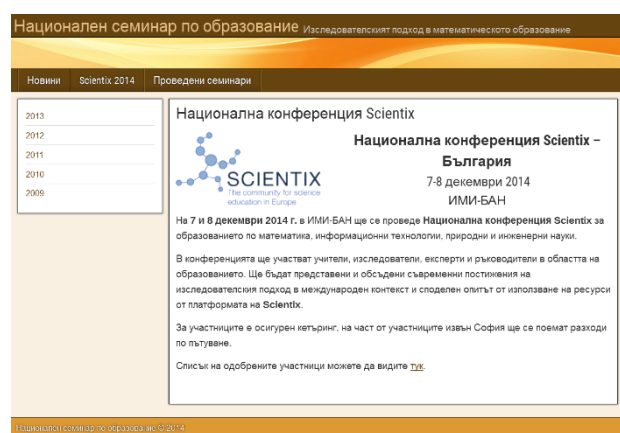 Национален семинар по образование Изследователският подход в математическото образование
Новини Scientix 2014 Проведени семинари
2013
2012
2011
2010
2009
Национална конференция Scientix
SCIENTIX
The community for science
education in Europe
Национална конференция Scientix –
България
7-8 декември 2014
ИМИ-БАН
На 7 и 8 декември 2014 г. в ИМИ-БАН ще се проведе Национална конференция Scientix за
образованието по математика, информационни технологии, природни и инженерни науки.
В конференцията ще участват учители, изследователи, експерти и ръководители в областта на
образованието. Ще бъдат представени и обсъдени съвременни постижения на
изследователския подход в международен контекст и споделен опитът от използване на ресурси
от платформата на Scientix.
За участниците е осигурен кетъринг, на част от участниците извън София ще се поемат разходи
по пътуване.
Списък на одобрените участници можете да видите тук.
Национален семинар по образование © 2014